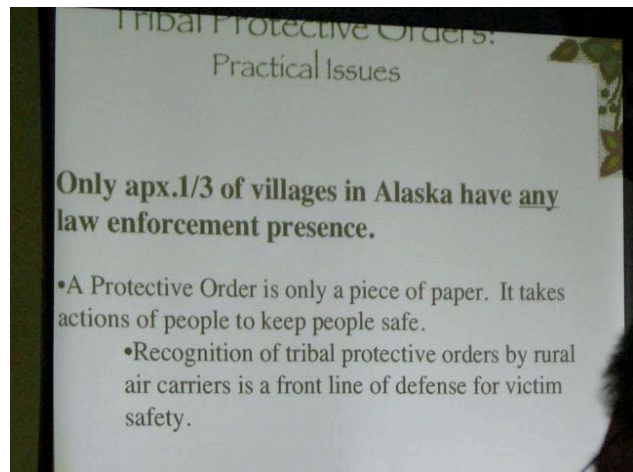 Tribal Protective Orders:
Practical Issues
Only apx.1/3 of villages in Alaska have any
law enforcement presence.
•A Protective Order is only a piece of paper.  It takes
actions of people to keep people safe.
•Recognition of tribal protective orders by rural
air carriers is a front line of defense for victim
safety.